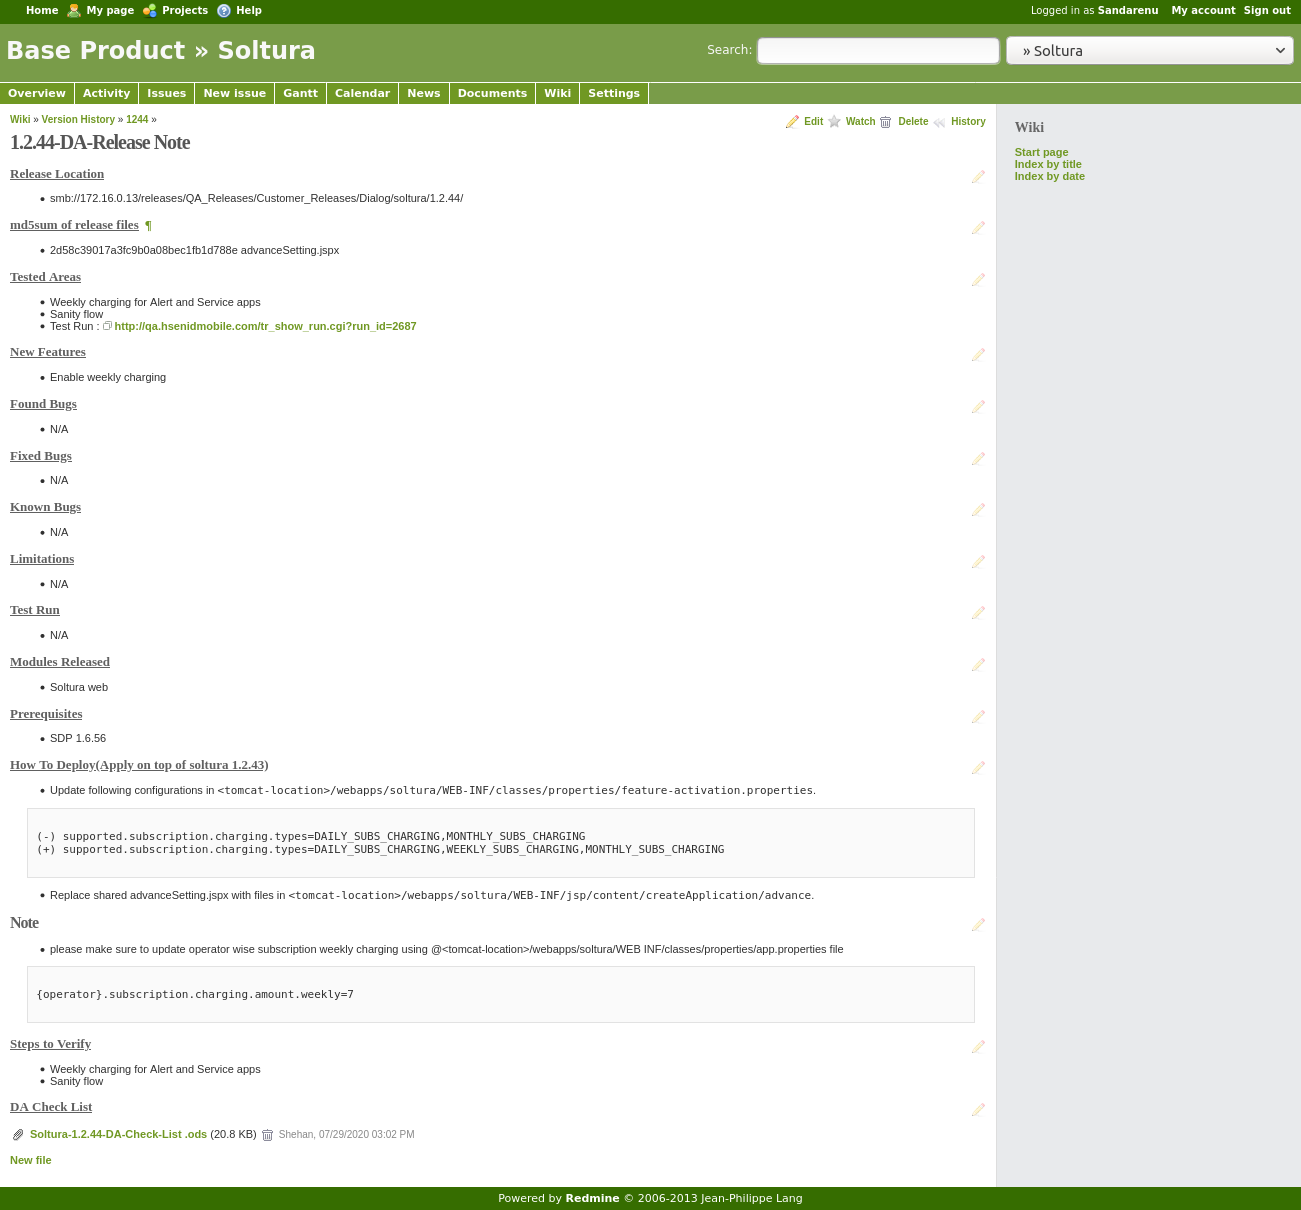 Home My page Projects Help Logged in as Sandarenu My account Sign out
Base Product » Soltura Search: » Soltura
Overview Activity Issues New issue Gantt Calendar News Documents Wiki Settings
Wiki » Version History » 1244 » Edit Watch Delete History
1.2.44-DA-Release Note
Release Location
• smb://172.16.0.13/releases/QA_Releases/Customer_Releases/Dialog/soltura/1.2.44/
md5sum of release files ¶
• 2d58c39017a3fc9b0a08bec1fb1d788e advanceSetting.jspx
Tested Areas
• Weekly charging for Alert and Service apps
• Sanity flow
• Test Run : http://qa.hsenidmobile.com/tr_show_run.cgi?run_id=2687
New Features
• Enable weekly charging
Found Bugs
• N/A
Fixed Bugs
• N/A
Known Bugs
• N/A
Limitations
• N/A
Test Run
• N/A
Modules Released
• Soltura web
Prerequisites
• SDP 1.6.56
How To Deploy(Apply on top of soltura 1.2.43)
• Update following configurations in <tomcat-location>/webapps/soltura/WEB-INF/classes/properties/feature-activation.properties.
(-) supported.subscription.charging.types=DAILY_SUBS_CHARGING,MONTHLY_SUBS_CHARGING
(+) supported.subscription.charging.types=DAILY_SUBS_CHARGING,WEEKLY_SUBS_CHARGING,MONTHLY_SUBS_CHARGING
• Replace shared advanceSetting.jspx with files in <tomcat-location>/webapps/soltura/WEB-INF/jsp/content/createApplication/advance.
Note
• please make sure to update operator wise subscription weekly charging using @<tomcat-location>/webapps/soltura/WEB INF/classes/properties/app.properties file
{operator}.subscription.charging.amount.weekly=7
Steps to Verify
• Weekly charging for Alert and Service apps
• Sanity flow
DA Check List
Soltura-1.2.44-DA-Check-List .ods (20.8 KB) Shehan, 07/29/2020 03:02 PM
New file
Wiki
Start page
Index by title
Index by date
Powered by Redmine © 2006-2013 Jean-Philippe Lang